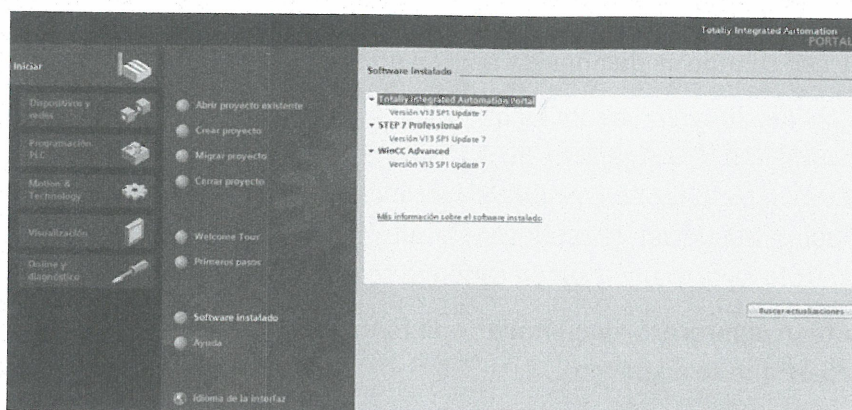 Totally Integrated Automation
PORTAL
Iniciar
Dispositivos y
redes
Programación
PLC
Motion &
Technology
Visualización
Online y
diagnóstico
Abrir proyecto existente
Crear proyecto
Migrar proyecto
Cerrar proyecto
Welcome Tour
Primeros pasos
Software instalado
Ayuda
Idioma de la interfaz
Software instalado
Totally Integrated Automation Portal
Versión V13 SP1 Update 7
STEP 7 Professional
Versión V13 SP1 Update 7
WinCC Advanced
Versión V13 SP1 Update 7
Más información sobre el software instalado
Buscar actualizaciones